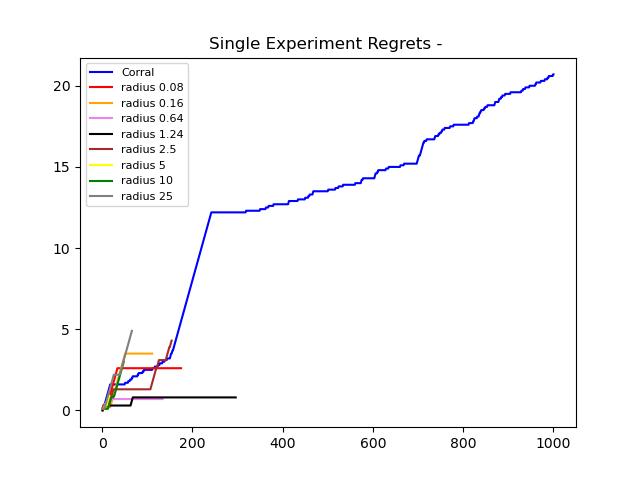 Single Experiment Regrets -
Corral
radius 0.08
radius 0.16
radius 0.64
radius 1.24
radius 2.5
radius 5
radius 10
radius 25
20
15
10
5
0
0 200 400 600 800 1000